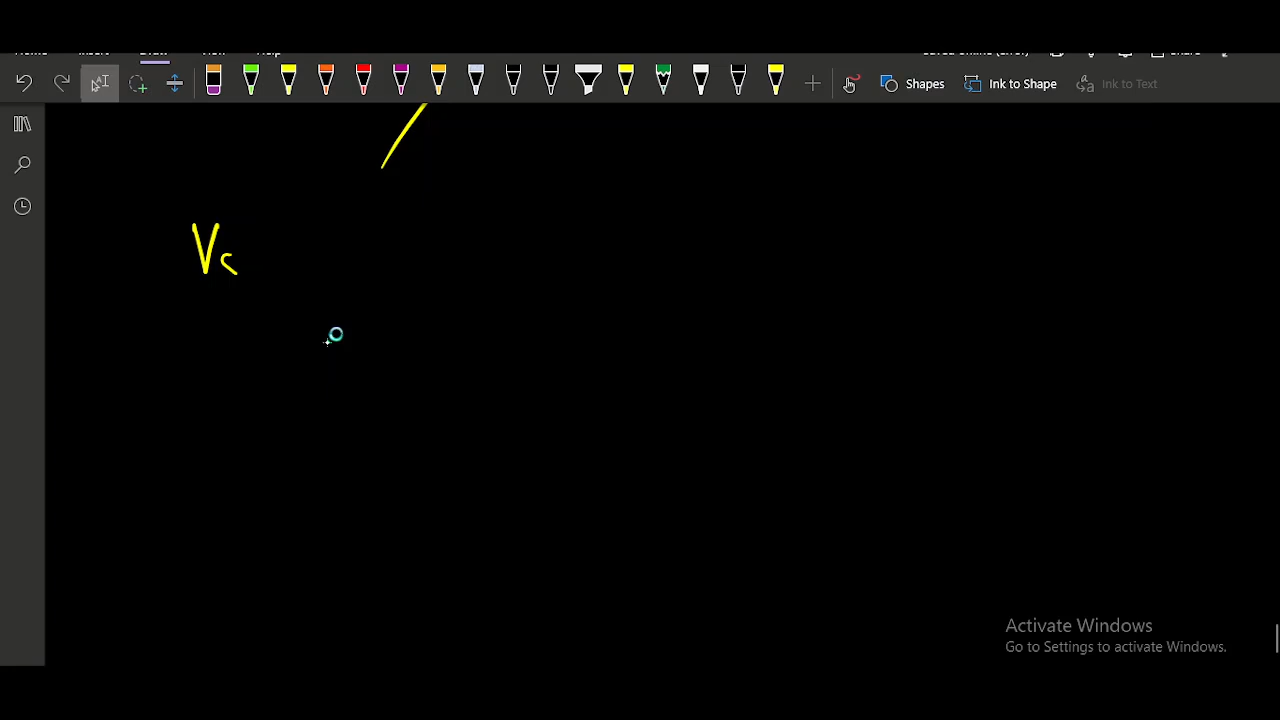 Shapes Ink to Shape Ink to Text
Vc
Activate Windows
Go to Settings to activate Windows.